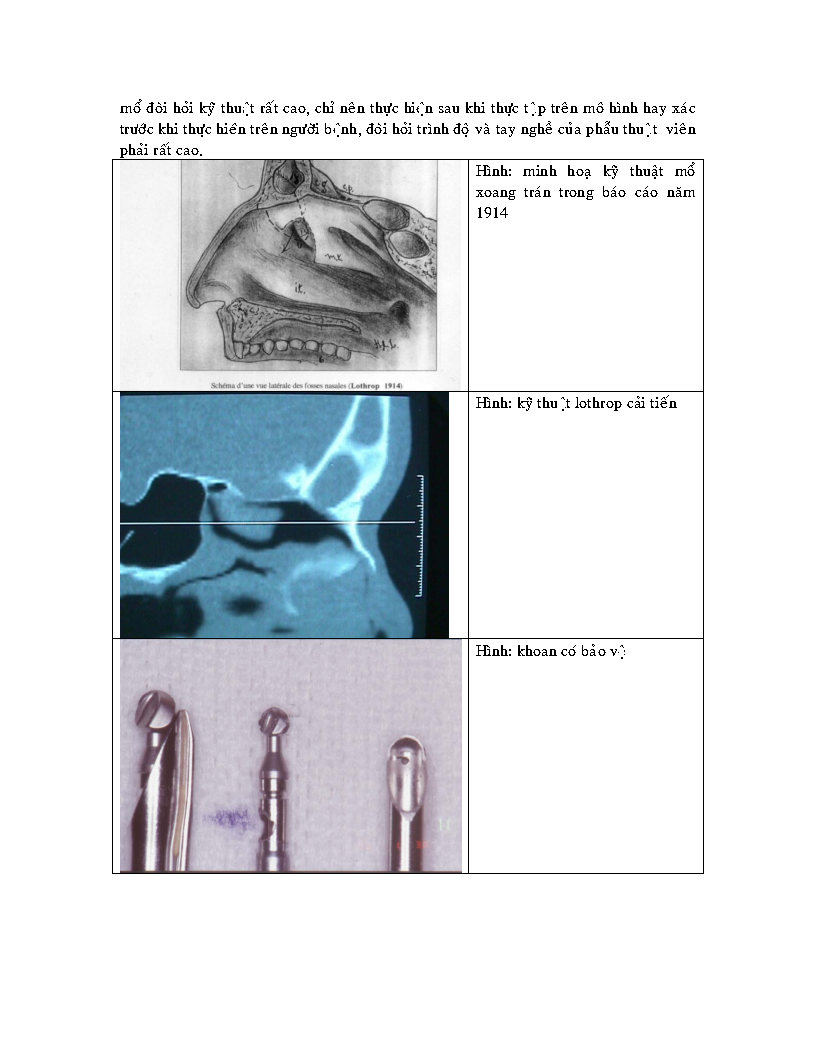 mổ đòi hỏi kỹ thuật rất cao, chỉ nên thực hiện sau khi thực tập trên mô hình hay xác
trước khi thực hiên trên người bệnh, đòi hỏi trình độ và tay nghề của phẫu thuật viên
phải rất cao.
Hình: minh hoạ kỹ thuật mổ
xoang trán trong báo cáo năm
1914
m.t.
i.t.
Schéma d'une vue latérale des fosses nasales (Lothrop 1914)
Hình: kỹ thuật lothrop cải tiến
Hình: khoan có bảo vệ